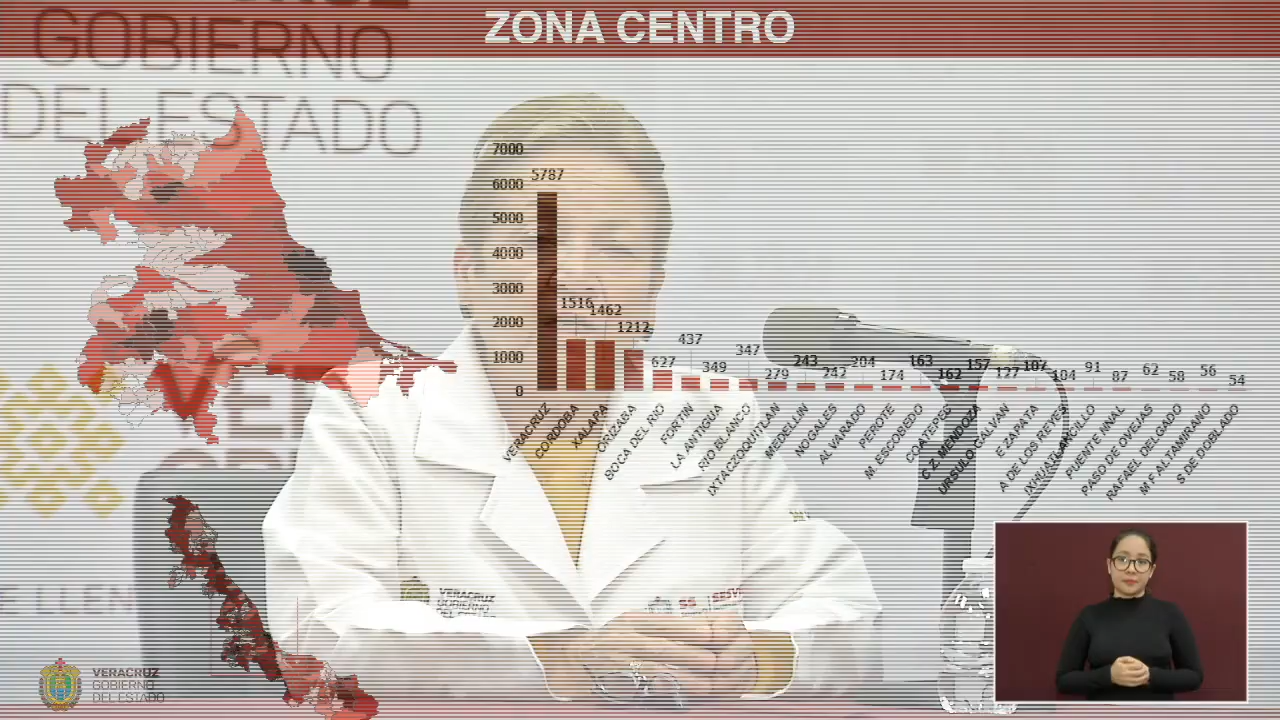 ZONA CENTRO
GOBIERNO
DEL ESTADO
7000
6000
5000
4000
3000
2000
1000
0
5787
1516
1462
1212
627
437
349
347
279
243
242
204
174
163
162
157
127
107
104
91
87
62
58
56
54
VERACRUZ
CORDOBA
XALAPA
ORIZABA
BOCA DEL RIO
FORTIN
LA ANTIGUA
RIO BLANCO
IXTACZOQUITLAN
MEDELLIN
NOGALES
ALVARADO
PEROTE
M. ESCOBEDO
COATEPEC
C.Z. MENDOZA
URSULO GALVAN
E ZAPATA
A DE LOS REYES
PUENTE NAL
PASO DE OVEJAS
RAFAEL DELGADO
M F ALTAMIRANO
S DE DOBLADO
VERACRUZ
GOBIERNO
SESVER
VERACRUZ
GOBIERNO
DEL ESTADO